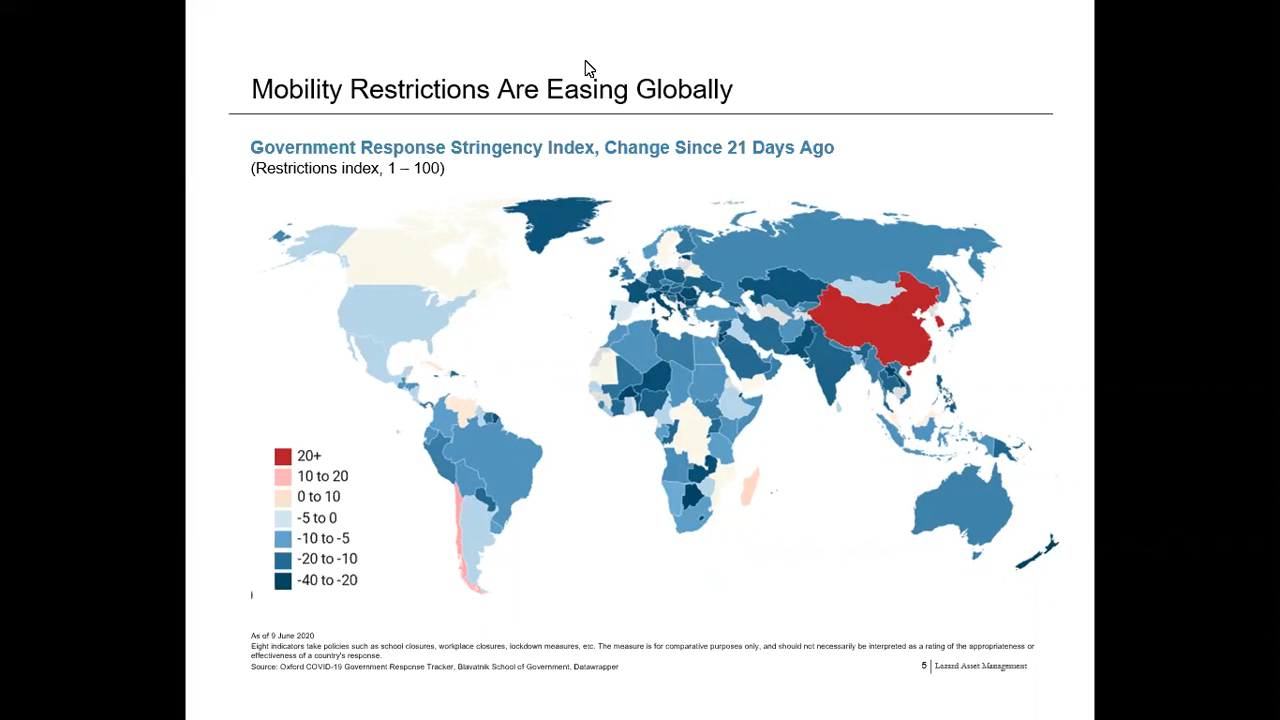 Mobility Restrictions Are Easing Globally
Government Response Stringency Index, Change Since 21 Days Ago
(Restrictions index, 1 – 100)
20+
10 to 20
0 to 10
-5 to 0
-10 to -5
-20 to -10
-40 to -20
As of 9 June 2020
Eight indicators take policies such as school closures, workplace closures, lockdown measures, etc. The measure is for comparative purposes only, and should not necessarily be interpreted as a rating of the appropriateness or
effectiveness of a country's response.
Source: Oxford COVID-19 Government Response Tracker, Blavatnik School of Government, Datawrapper
5 | Lazard Asset Management